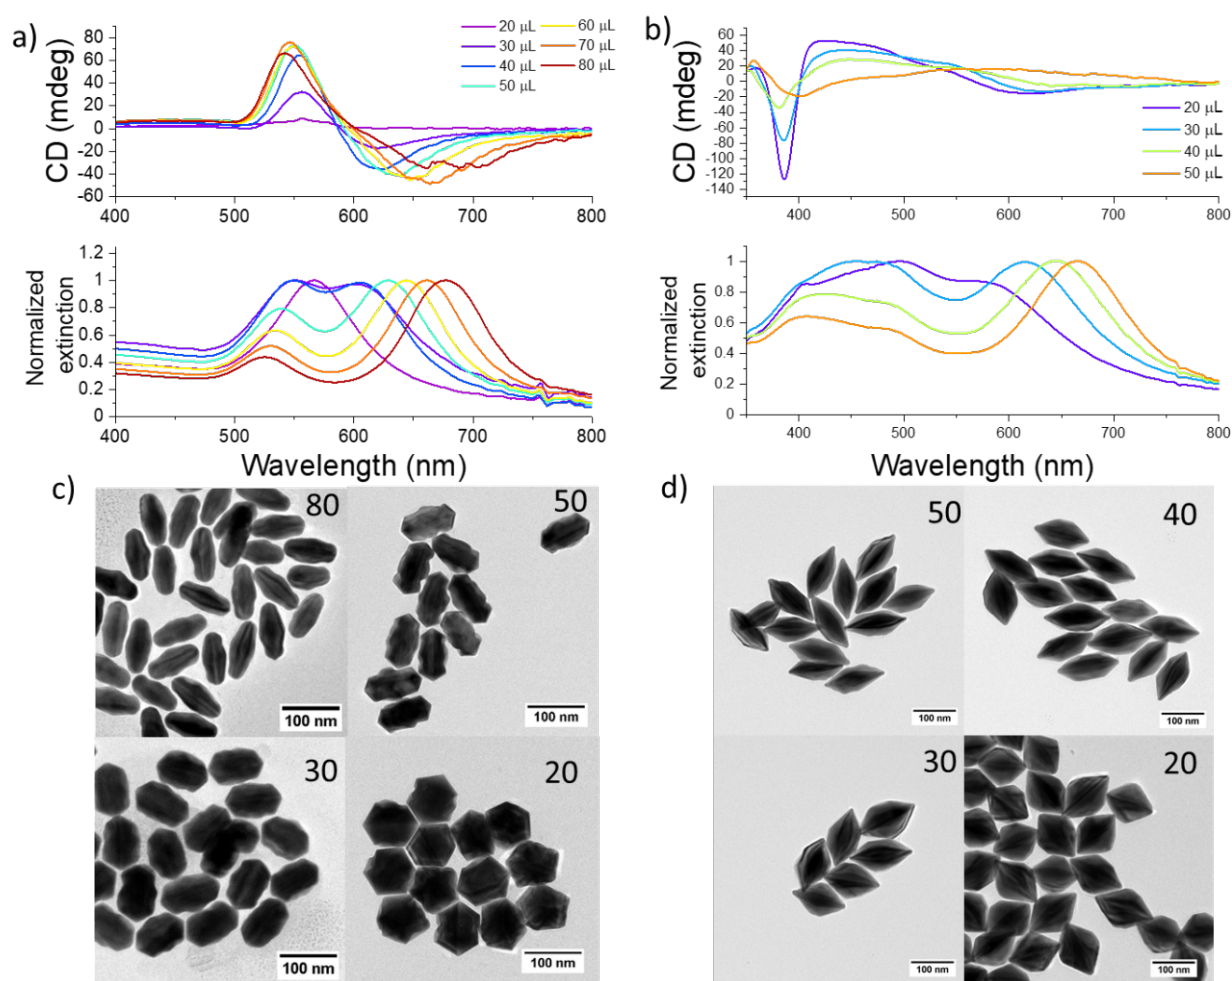 a)
CD (mdeg)
80
60
40
20
0
-20
-40
-60
400 500 600 700 800
20 μL
30 μL
40 μL
50 μL
60 μL
70 μL
80 μL
Normalized
extinction
1.2
1
0.8
0.6
0.4
0.2
0
400 500 600 700 800
Wavelength (nm)
b)
CD (mdeg)
60
40
20
0
-20
-40
-60
-80
-100
-120
-140
400 500 600 700 800
20 μL
30 μL
40 μL
50 μL
Normalized
extinction
1
0.8
0.6
0.4
0.2
0
400 500 600 700 800
Wavelength (nm)
c)
80
100 nm
50
100 nm
30
100 nm
20
100 nm
d)
50
100 nm
40
100 nm
30
100 nm
20
100 nm